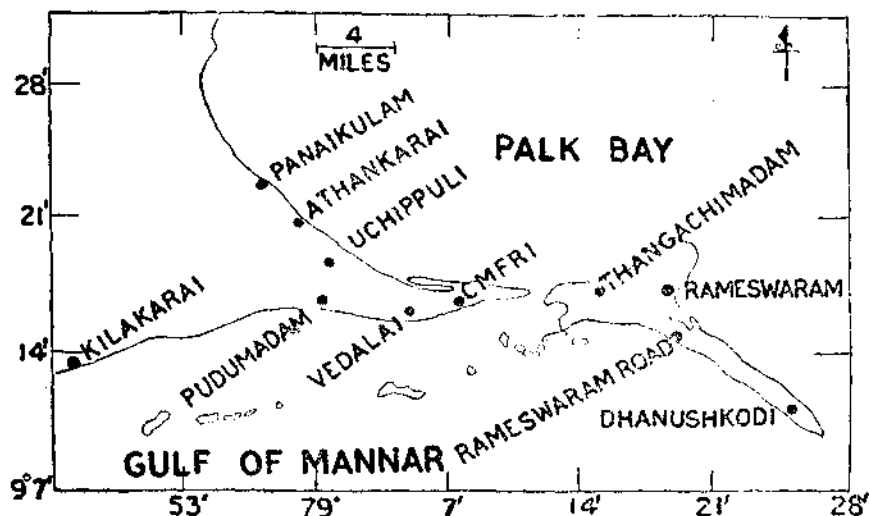 4
MILES
28'
PANAIKULAM
ATHANKARAI
PALK BAY
UCHIPPULI
THANGACHIMADAM
21'
CMFRI
RAMESWARAM
KILAKARAI
PUDUMADAM
VEDALAI
14'
RAMESWARAM ROAD
DHANUSHKODI
GULF OF MANNAR
9°7'
53'
79°
7'
14'
21'
28'